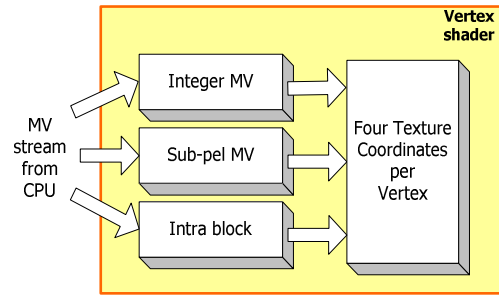 Vertex
shader
MV
stream
from
CPU
Integer MV
Sub-pel MV
Intra block
Four Texture
Coordinates
per
Vertex